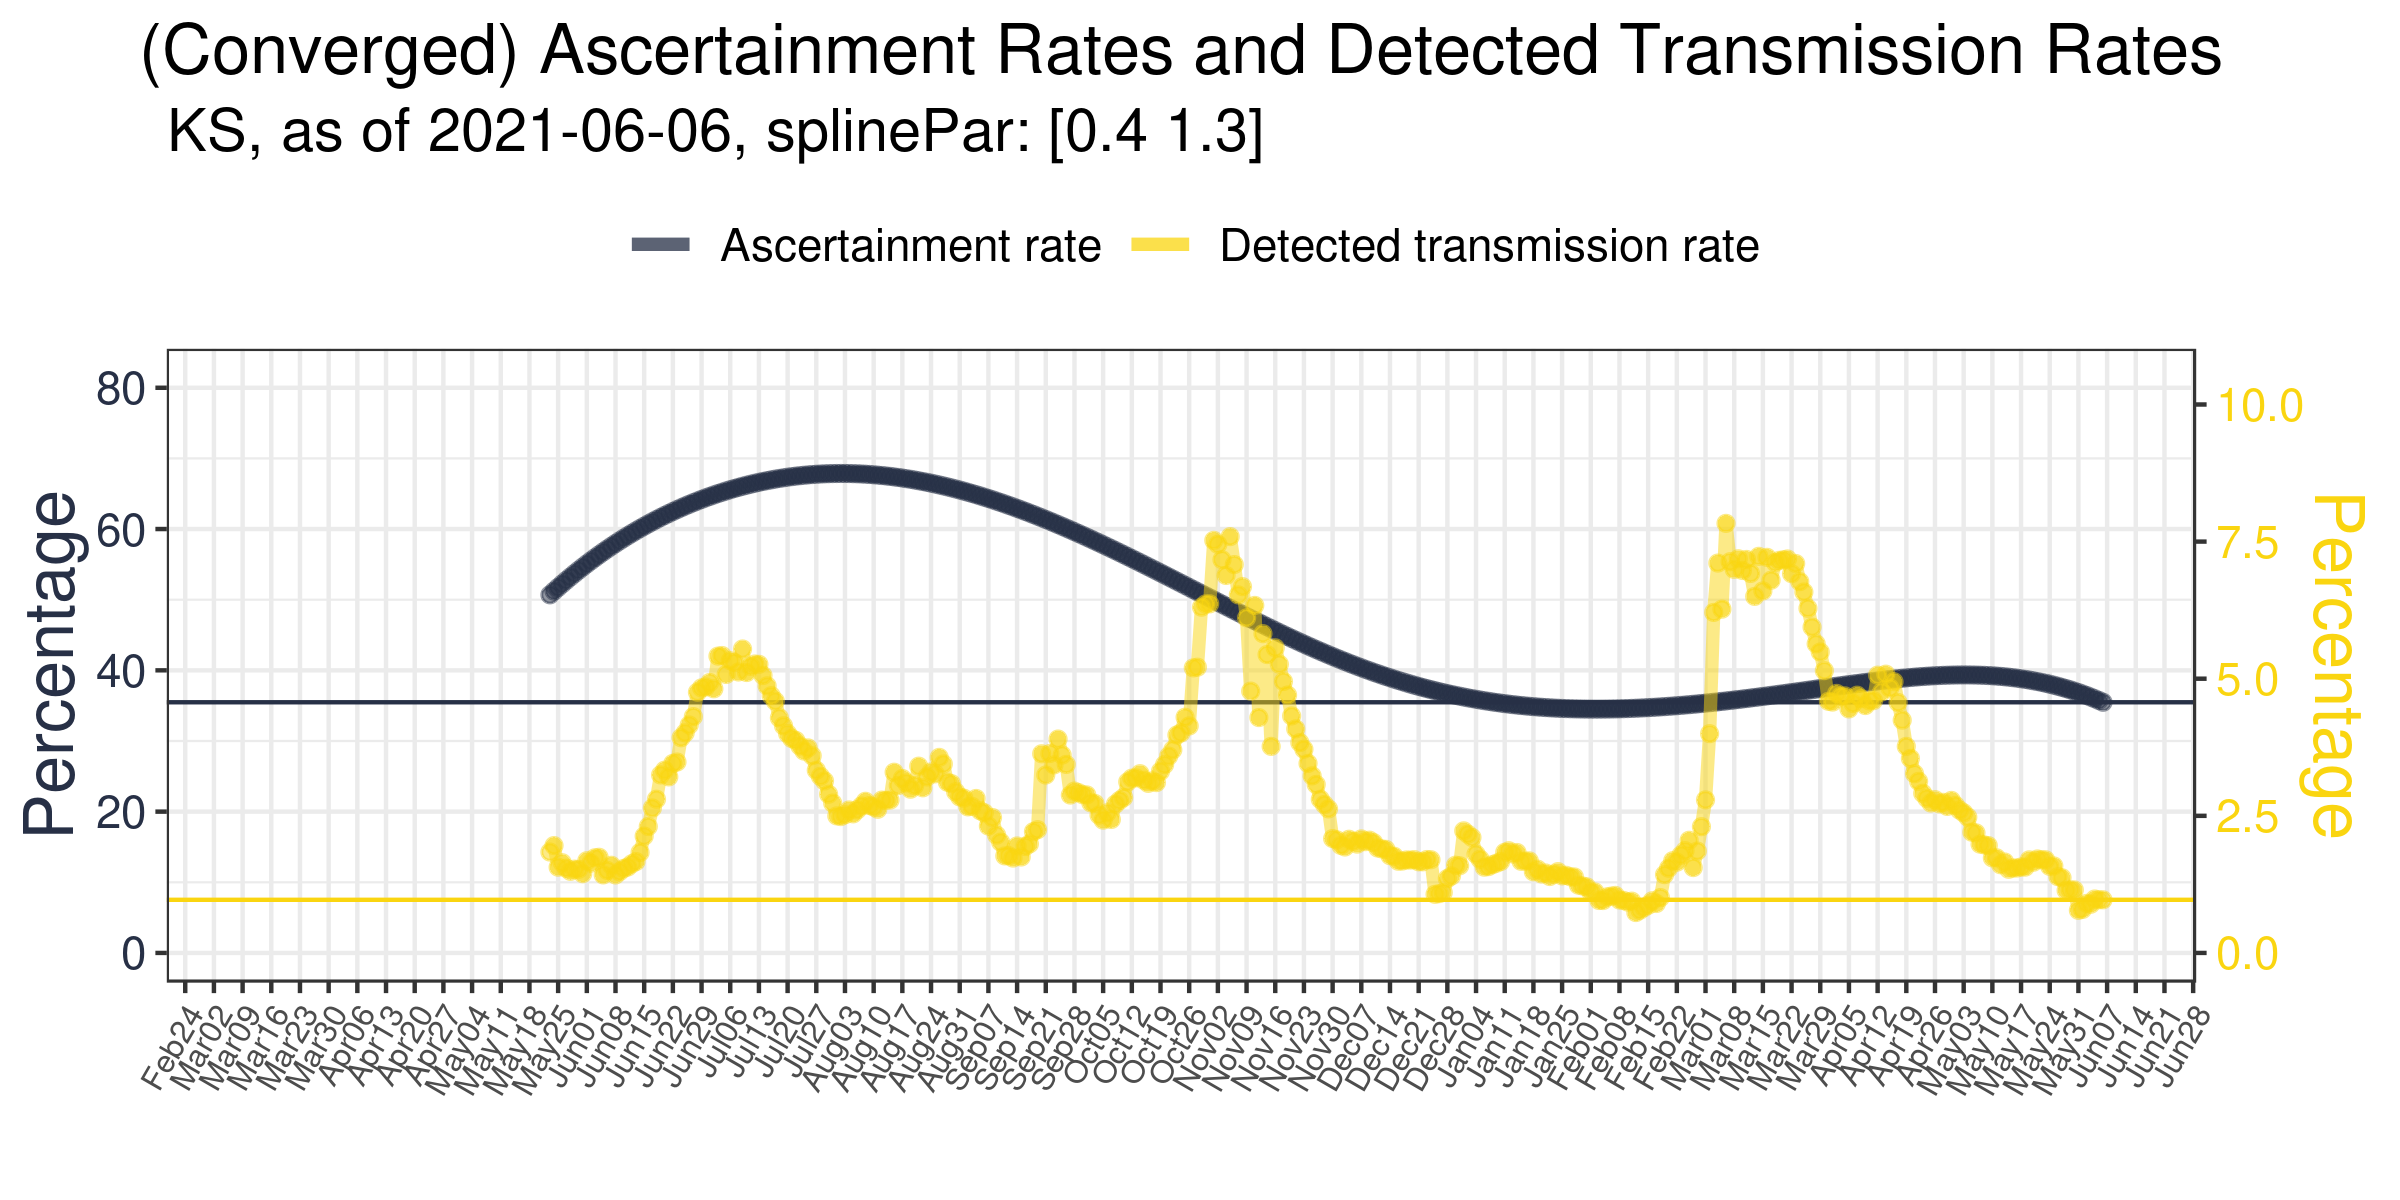 (Converged) Ascertainment Rates and Detected Transmission Rates
KS, as of 2021-06-06, splinePar: [0.4 1.3]
Ascertainment rate Detected transmission rate
Percentage
80
60
40
20
0
10.0
7.5
5.0
2.5
0.0
Percentage
Feb24 Mar02 Mar09 Mar16 Mar23 Mar30 Apr06 Apr13 Apr20 Apr27 May04 May11 May18 May25 Jun01 Jun08 Jun15 Jun22 Jun29 Jul06 Jul13 Jul20 Jul27 Aug03 Aug10 Aug17 Aug24 Aug31 Sep07 Sep14 Sep21 Sep28 Oct05 Oct12 Oct19 Oct26 Nov02 Nov09 Nov16 Nov23 Nov30 Dec07 Dec14 Dec21 Dec28 Jan04 Jan11 Jan18 Jan25 Feb01 Feb08 Feb15 Feb22 Mar01 Mar08 Mar15 Mar22 Mar29 Apr05 Apr12 Apr19 Apr26 May03 May10 May17 May24 May31 Jun07 Jun14 Jun21 Jun28